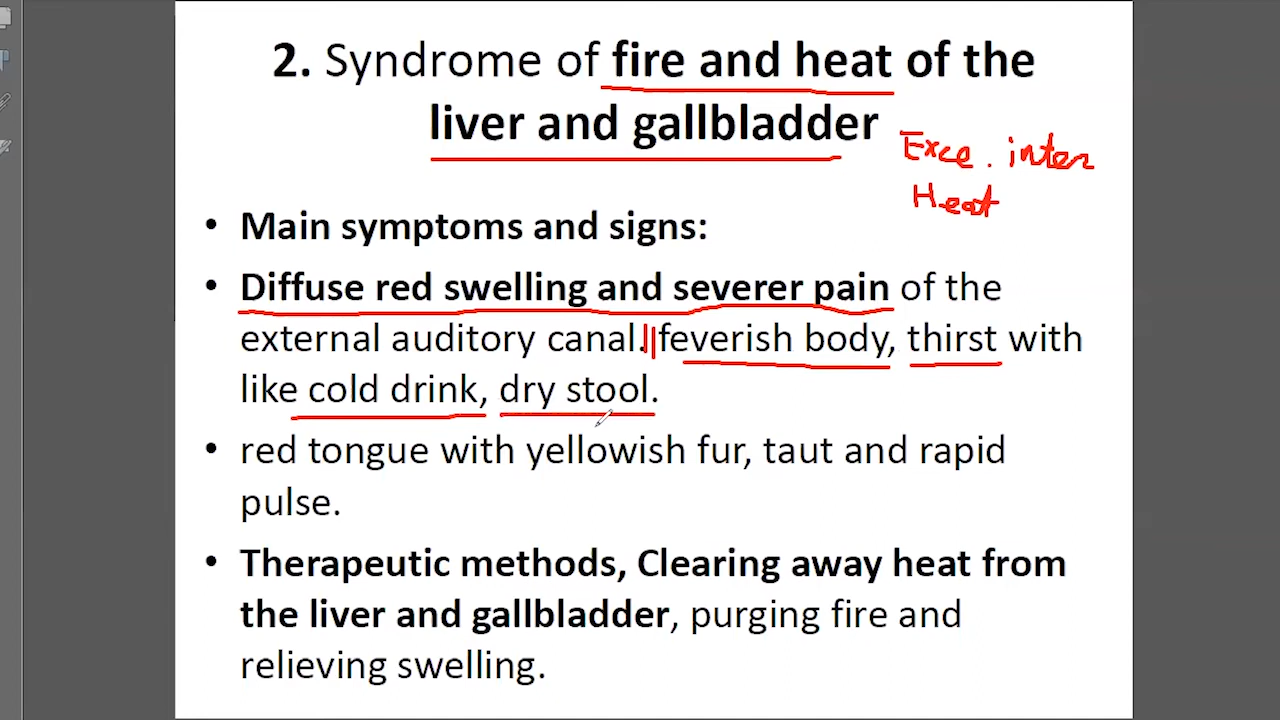 2. Syndrome of fire and heat of the
liver and gallbladder
Exce. inter
Heat
• Main symptoms and signs:
• Diffuse red swelling and severer pain of the
external auditory canal. feverish body, thirst with
like cold drink, dry stool.
• red tongue with yellowish fur, taut and rapid
pulse.
• Therapeutic methods, Clearing away heat from
the liver and gallbladder, purging fire and
relieving swelling.